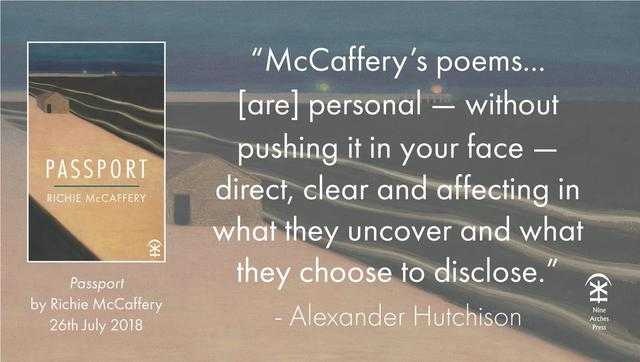 PASSPORT
RICHIE McCAFFERY
Passport
by Richie McCaffery
26th July 2018
“McCaffery’s poems...
[are] personal — without
pushing it in your face —
direct, clear and affecting in
what they uncover and what
they choose to disclose.”
- Alexander Hutchison
Nine
Arches
Press